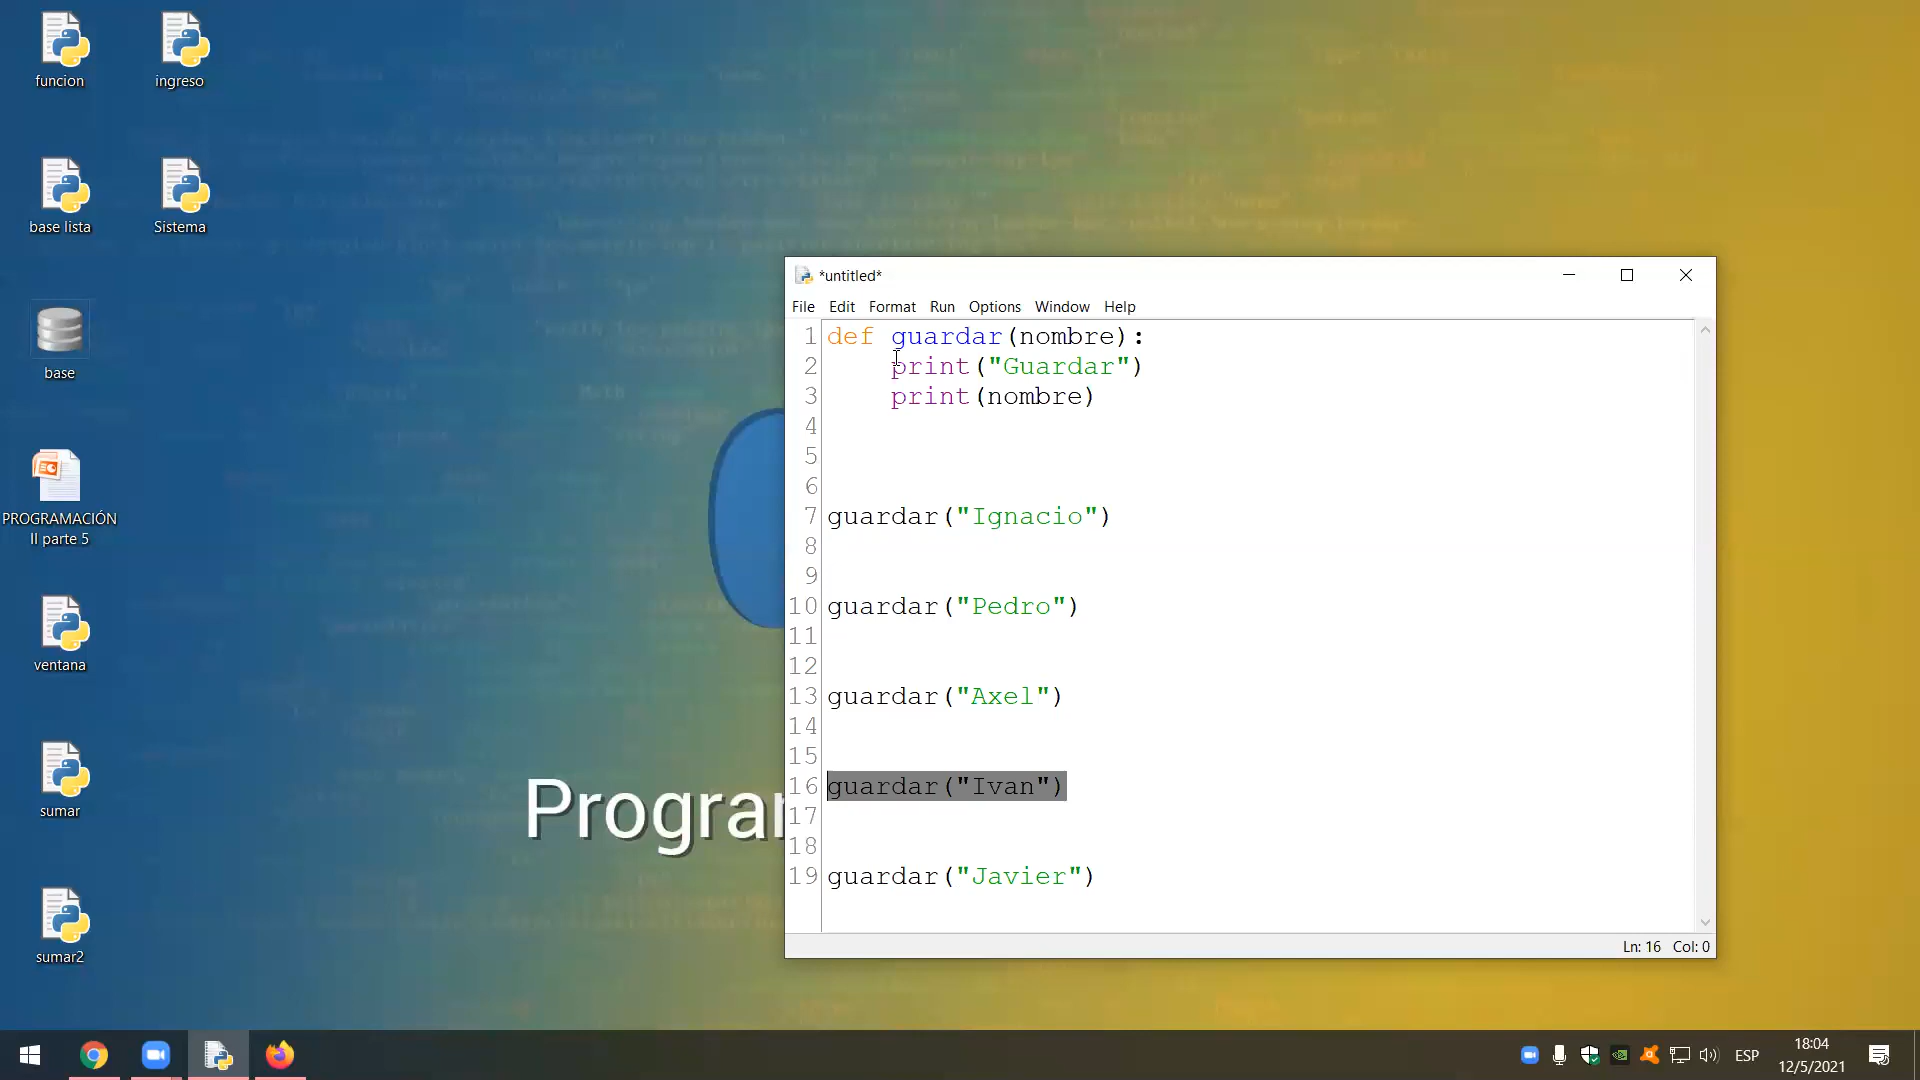 funcion
ingreso
base lista
Sistema
base
PROGRAMACIÓN
II parte 5
ventana
sumar
sumar2
Progra
*untitled*
File Edit Format Run Options Window Help
1 def guardar(nombre):
2 print("Guardar")
3 print(nombre)
4
5
6
7 guardar("Ignacio")
8
9
10 guardar("Pedro")
11
12
13 guardar("Axel")
14
15
16 guardar("Ivan")
17
18
19 guardar("Javier")
Ln: 16 Col: 0
ESP
18:04
12/5/2021